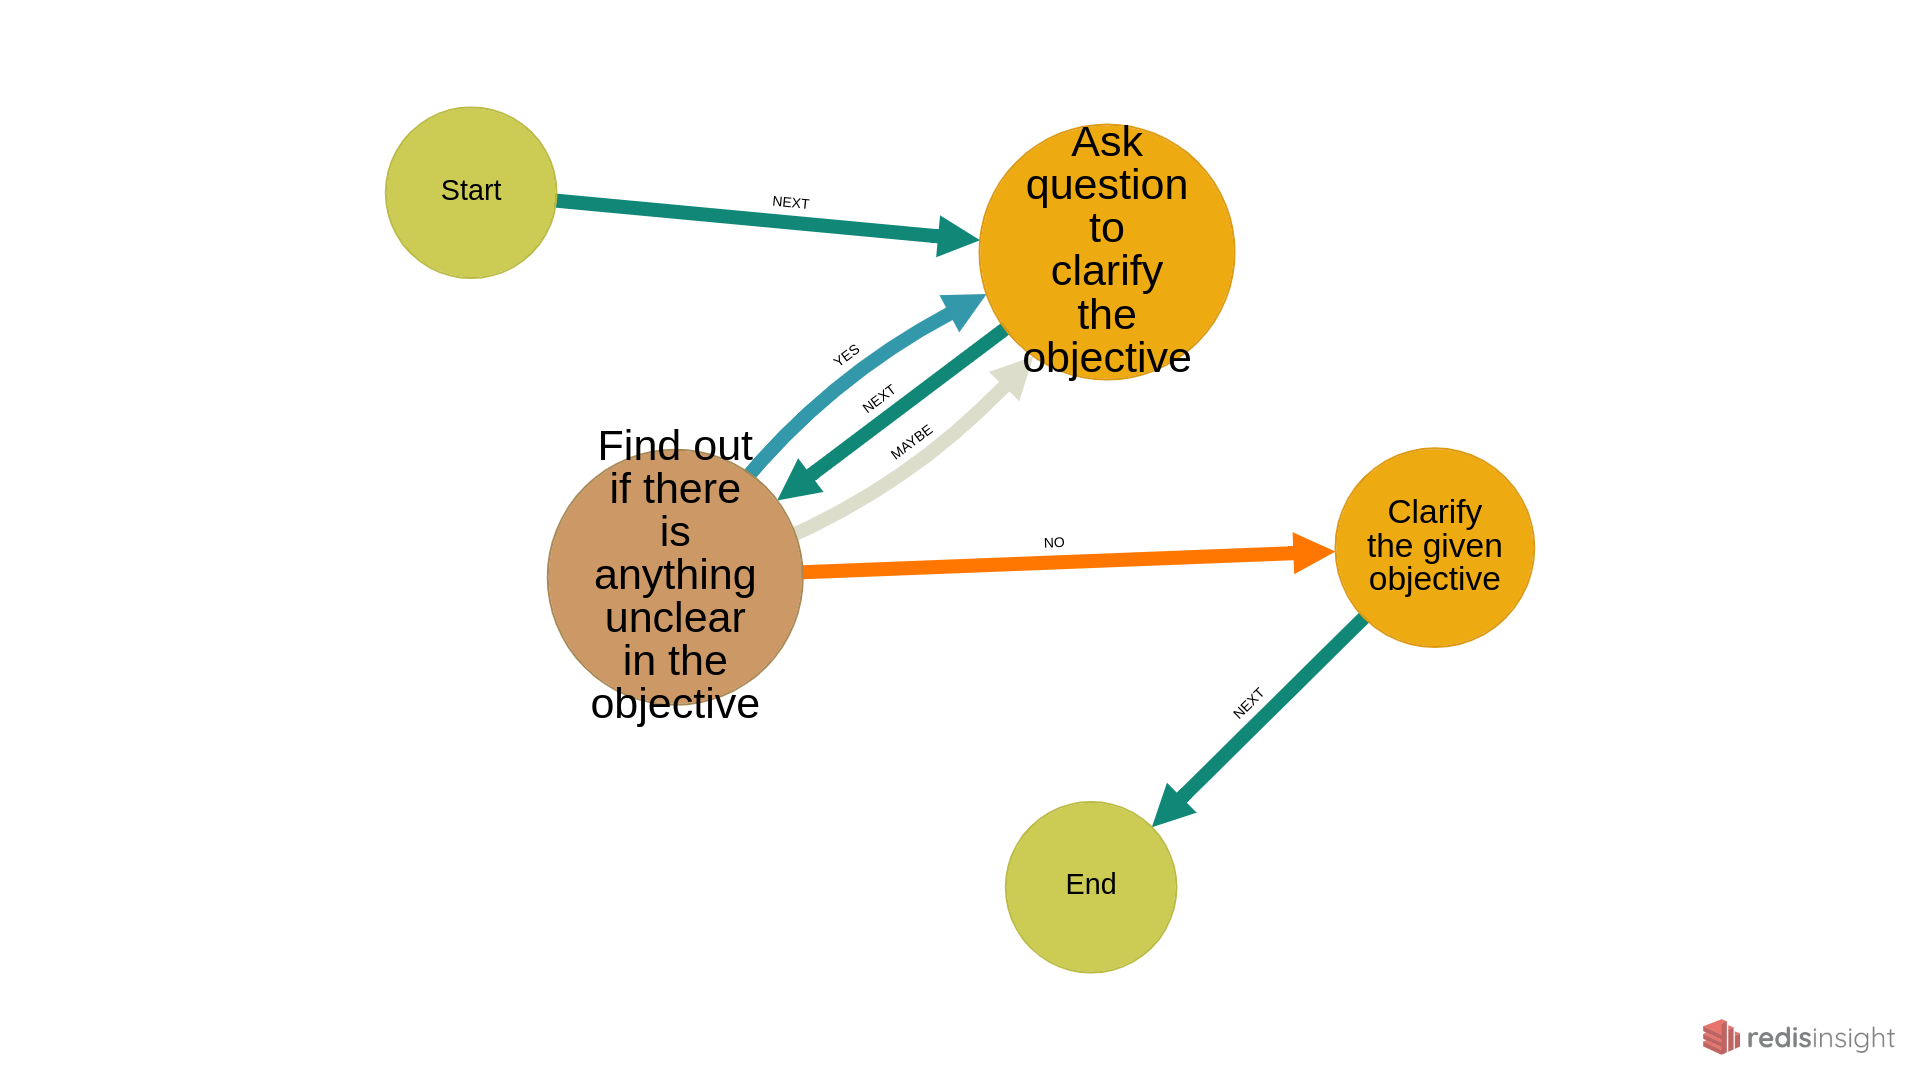 Start
NEXT
Ask
question
to
clarify
the
objective
YES
NEXT
MAYBE
Find out
if there
is
anything
unclear
in the
objective
NO
Clarify
the given
objective
NEXT
End
redisinsight